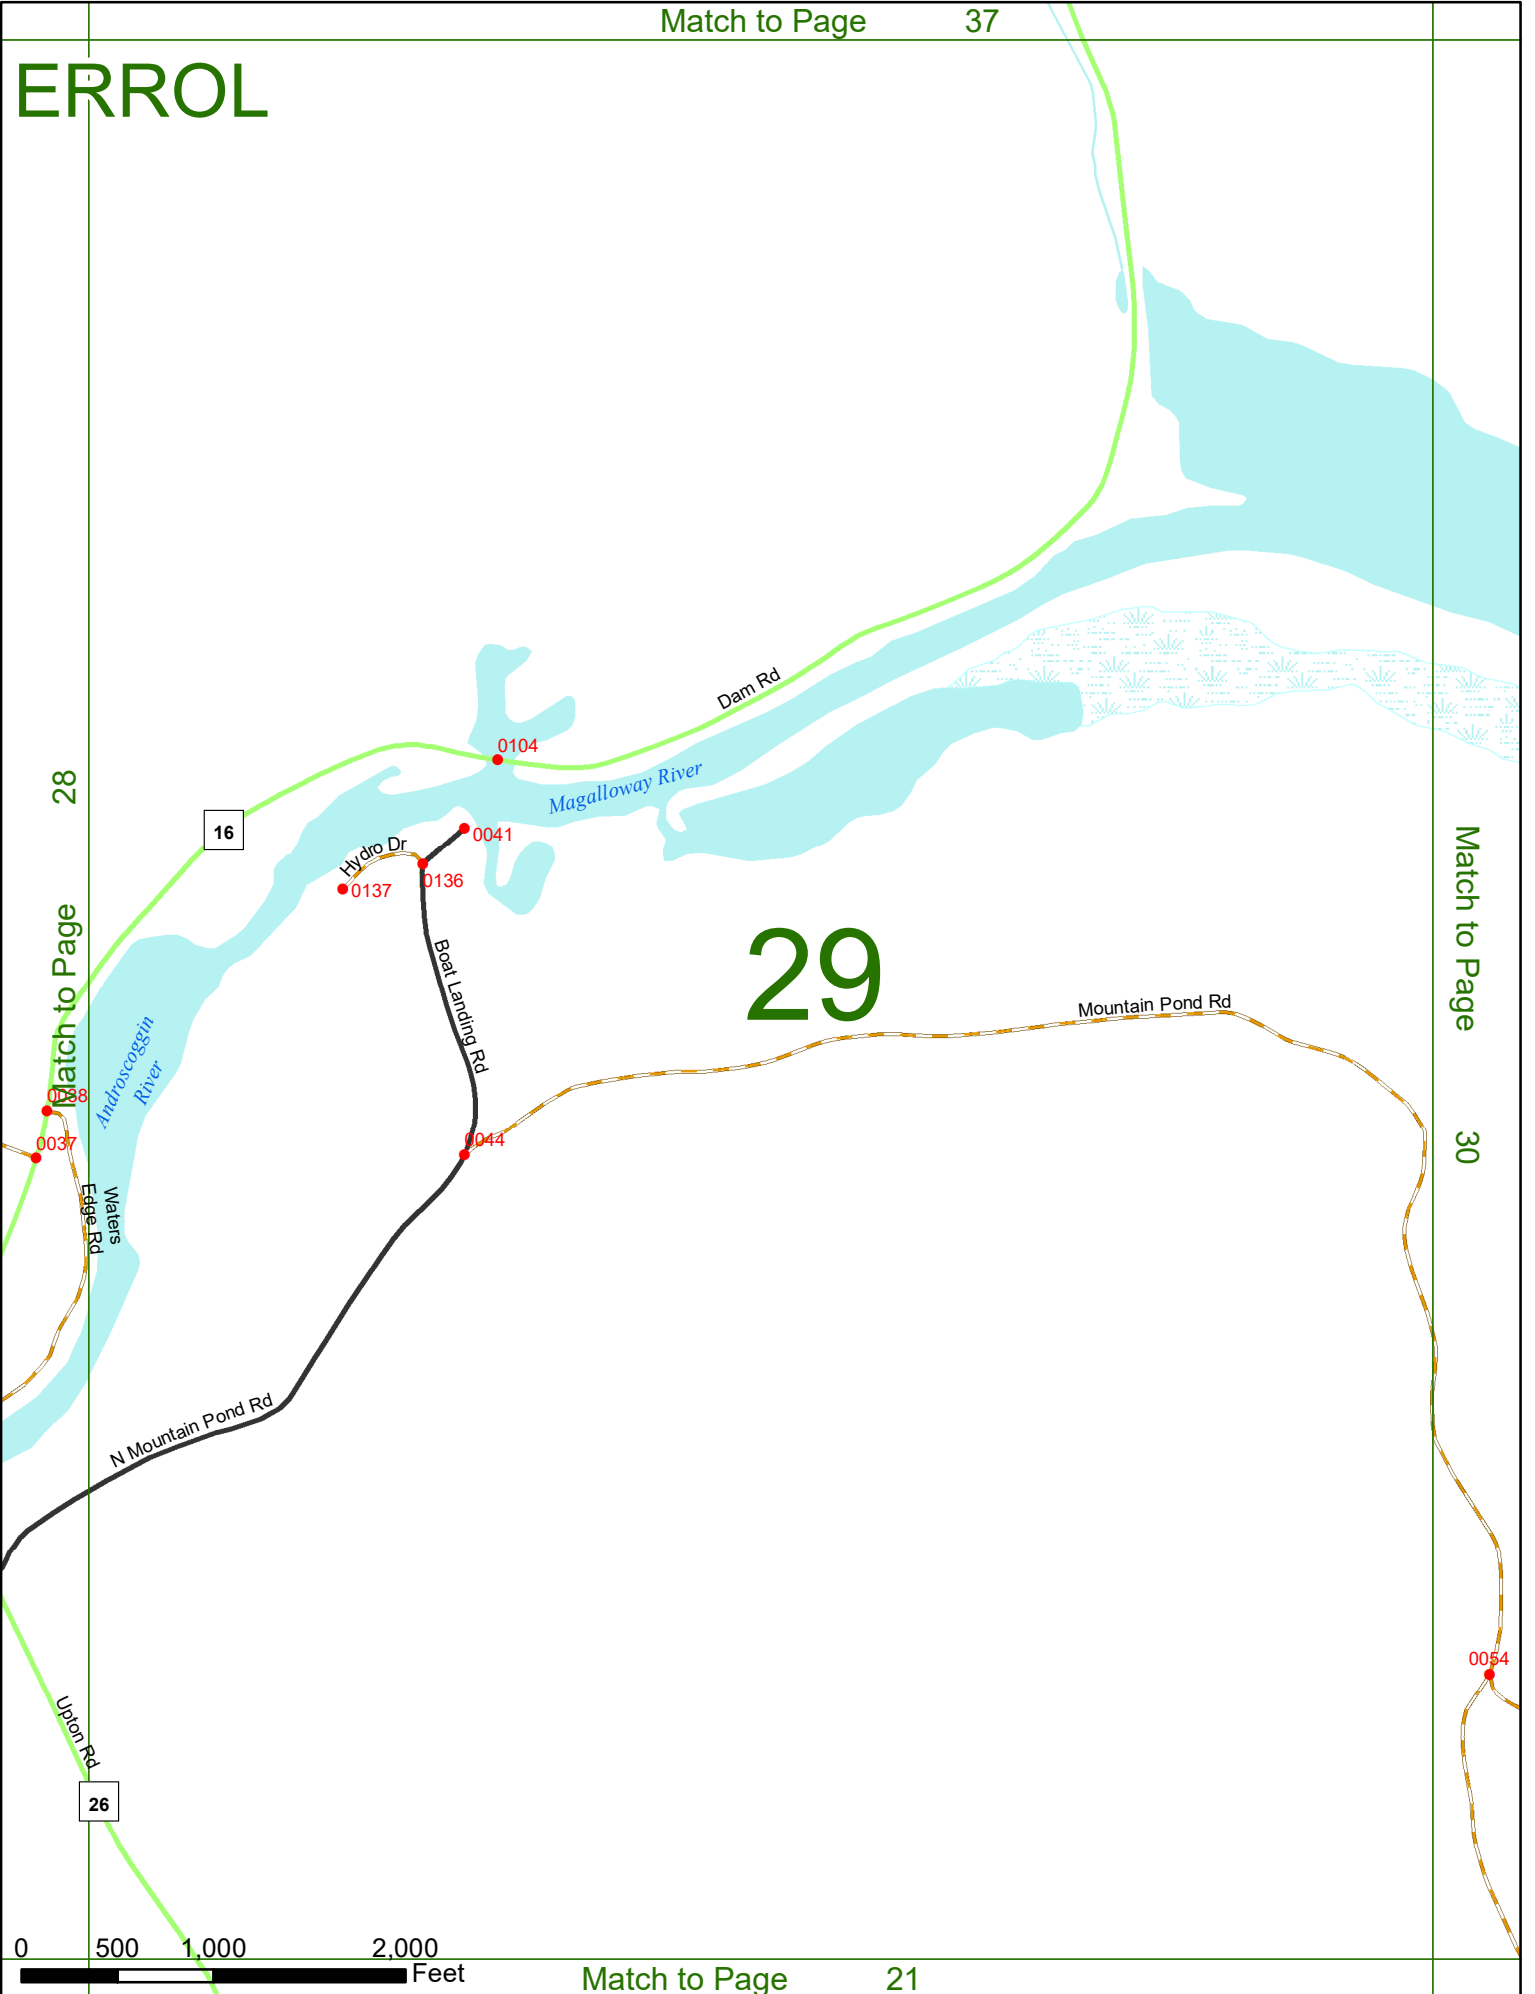 Match to Page 37
ERROL
Dam Rd
0104
Magalloway River
28
Match to Page
16
0041
Hydro Dr
0136
0137
Match to Page
30
29
Boat Landing Rd
Mountain Pond Rd
Androscoggin
River
0038
0037
0044
Waters
Edge Rd
N Mountain Pond Rd
0054
Upton Rd
26
0 500 1,000 2,000
Feet
Match to Page 21